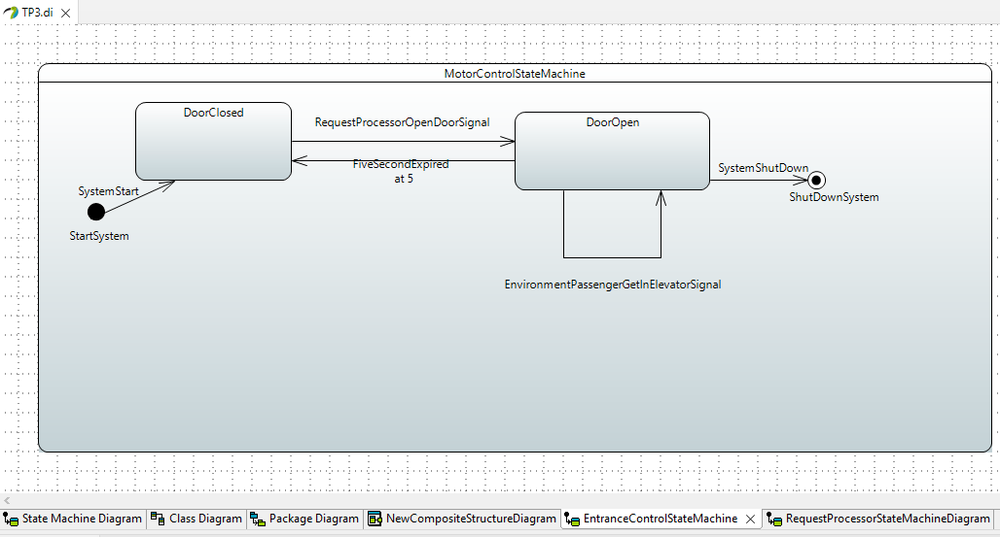 TP3.di
MotorControlStateMachine
DoorClosed
RequestProcessorOpenDoorSignal
DoorOpen
FiveSecondExpired
at 5
SystemShutDown
ShutDownSystem
SystemStart
StartSystem
EnvironmentPassengerGetInElevatorSignal
State Machine Diagram Class Diagram Package Diagram NewCompositeStructureDiagram EntranceControlStateMachine RequestProcessorStateMachineDiagram